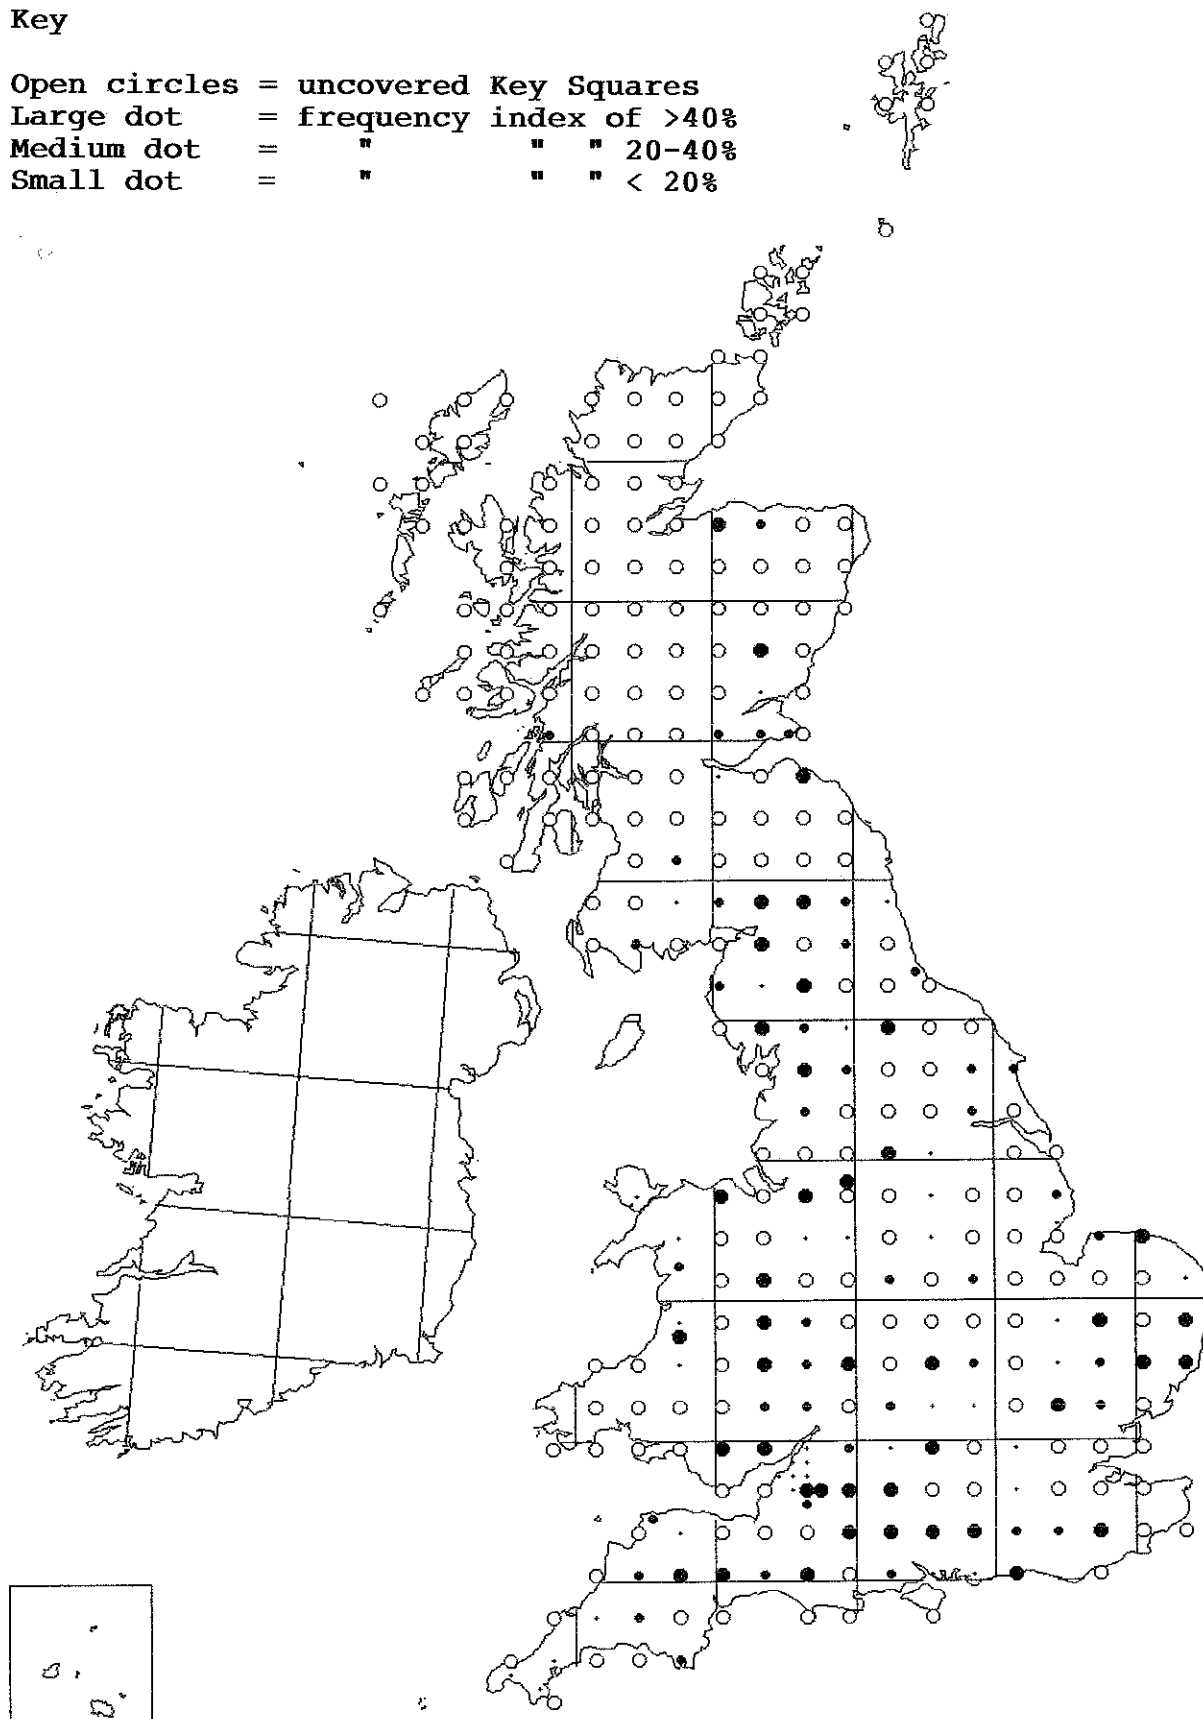 Key
Open circles = uncovered Key Squares
Large dot = frequency index of >40%
Medium dot = " " " 20-40%
Small dot = " " " < 20%